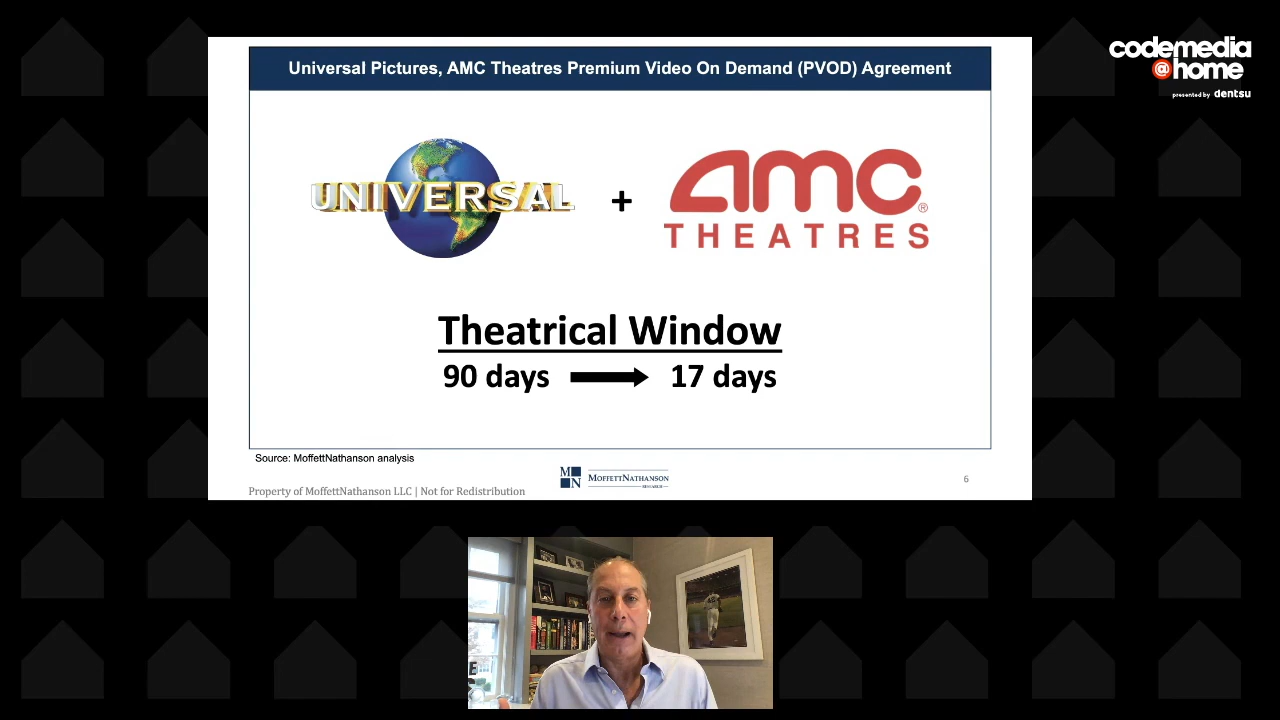 codemedia
@home
presented by dentsu
Universal Pictures, AMC Theatres Premium Video On Demand (PVOD) Agreement
UNIVERSAL
+
amc®
THEATRES
Theatrical Window
90 days 17 days
Source: MoffettNathanson analysis
M
N
MOFFETTNATHANSON
RESEARCH
6
Property of MoffettNathanson LLC | Not for Redistribution